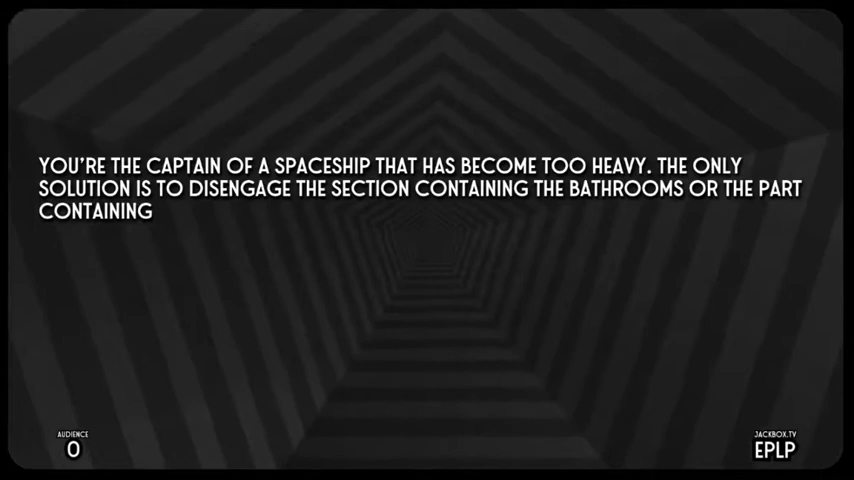 YOU'RE THE CAPTAIN OF A SPACESHIP THAT HAS BECOME TOO HEAVY. THE ONLY
SOLUTION IS TO DISENGAGE THE SECTION CONTAINING THE BATHROOMS OR THE PART
CONTAINING
AUDIENCE
0
JACKBOX.TV
EPLP